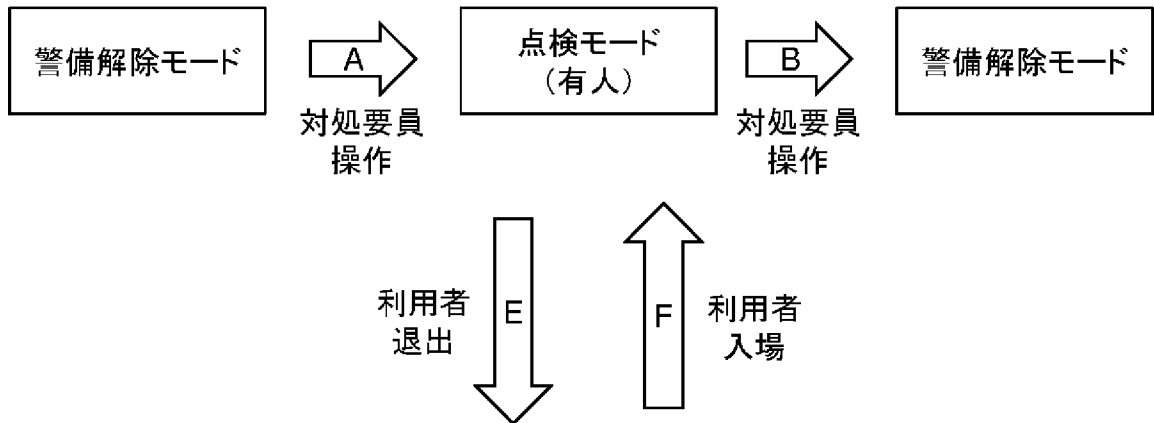 警備解除モード
A
対処要員
操作
点検モード
(有人)
B
対処要員
操作
警備解除モード
利用者
退出
E
F
利用者
入場